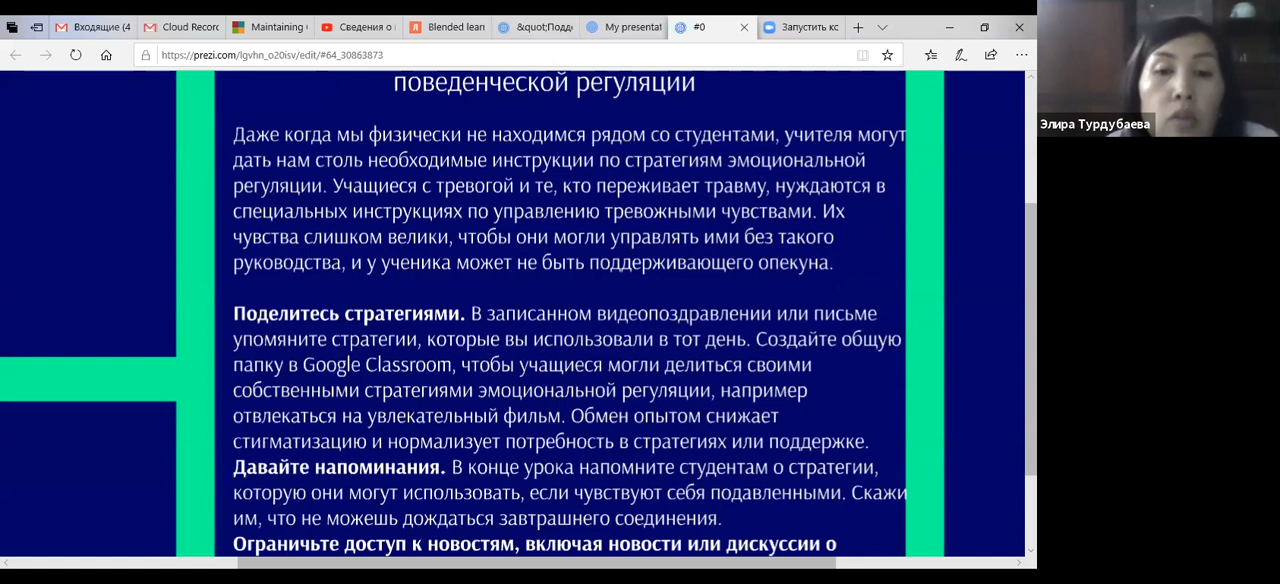 Входящие (4
Cloud Record
Maintaining
Сведения о
Blended lear
&quot;Подд
My presentat
#0
Запустить кс
https://prezi.com/lgvhn_o20isv/edit/#64_30863873
поведенческой регуляции
Даже когда мы физически не находимся рядом со студентами, учителя могут
дать нам столь необходимые инструкции по стратегиям эмоциональной
регуляции. Учащиеся с тревогой и те, кто переживает травму, нуждаются в
специальных инструкциях по управлению тревожными чувствами. Их
чувства слишком велики, чтобы они могли управлять ими без такого
руководства, и у ученика может не быть поддерживающего опекуна.
Поделитесь стратегиями. В записанном видеопоздравлении или письме
упомяните стратегии, которые вы использовали в тот день. Создайте общую
папку в Google Classroom, чтобы учащиеся могли делиться своими
собственными стратегиями эмоциональной регуляции, например
отвлекаться на увлекательный фильм. Обмен опытом снижает
стигматизацию и нормализует потребность в стратегиях или поддержке.
Давайте напоминания. В конце урока напомните студентам о стратегии,
которую они могут использовать, если чувствуют себя подавленными. Скажи
им, что не можешь дождаться завтрашнего соединения.
Ограничьте доступ к новостям, включая новости или дискуссии о
Элира Турдубаева